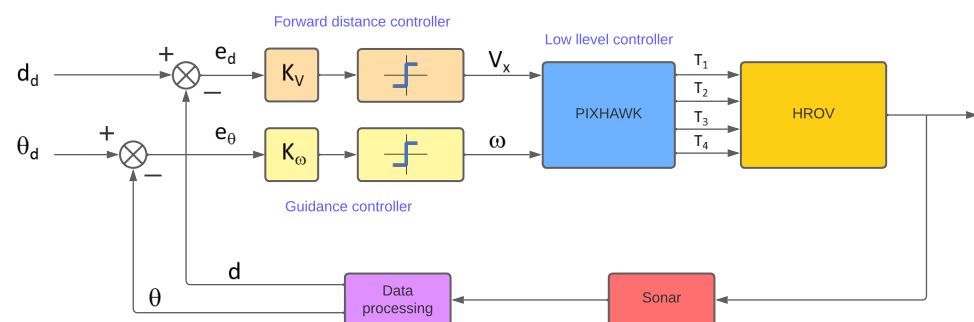 Forward distance controller
Low llevel controller
+
e_d
K_V
V_x
d_d
−
T_1
T_2
T_3
T_4
PIXHAWK
HROV
+
e_θ
K_ω
ω
θ_d
−
Guidance controller
d
θ
Data
processing
Sonar